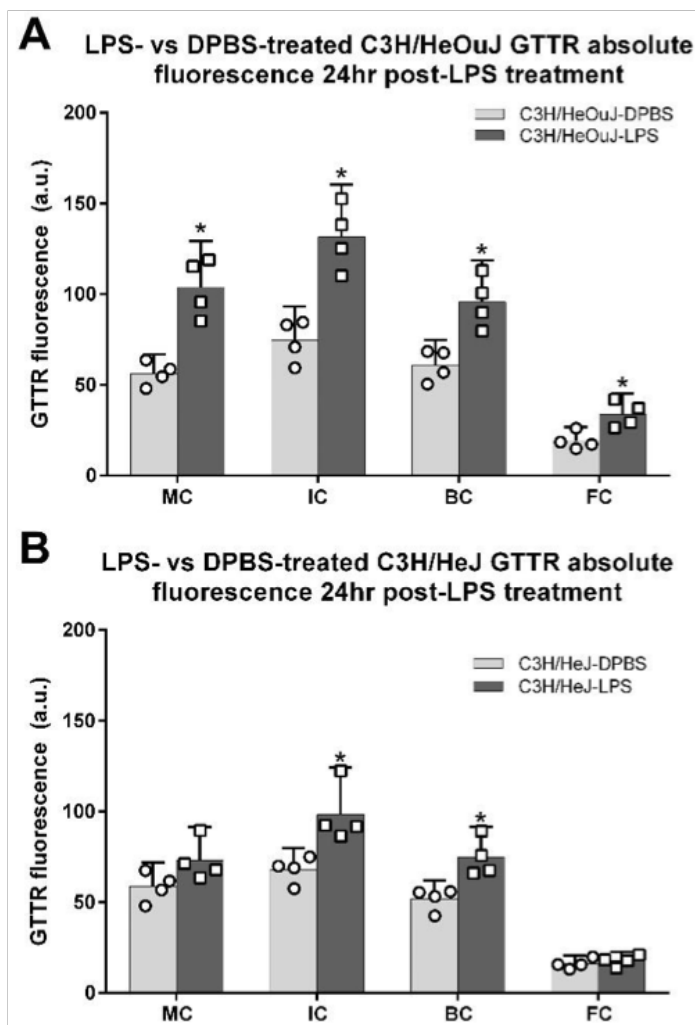 A
LPS- vs DPBS-treated C3H/HeOuJ GTTR absolute
fluorescence 24hr post-LPS treatment
C3H/HeOuJ-DPBS
C3H/HeOuJ-LPS
GTTR fluorescence (a.u.)
200
150
100
50
0
*
*
*
*
MC IC BC FC
B
LPS- vs DPBS-treated C3H/HeJ GTTR absolute
fluorescence 24hr post-LPS treatment
C3H/HeJ-DPBS
C3H/HeJ-LPS
GTTR fluorescence (a.u.)
200
150
100
50
0
*
*
MC IC BC FC